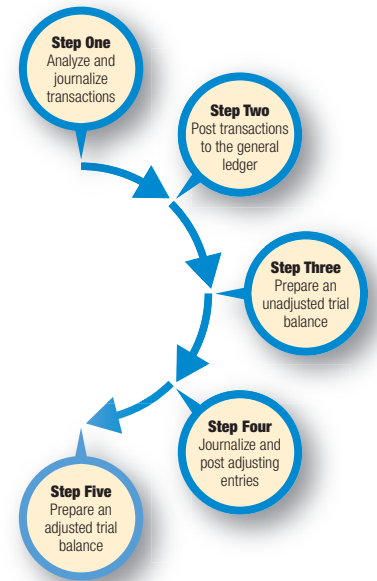 Step One
Analyze and
journalize
transactions
Step Two
Post transactions
to the general
ledger
Step Three
Prepare an
unadjusted trial
balance
Step Four
Journalize and
post adjusting
entries
Step Five
Prepare an
adjusted trial
balance